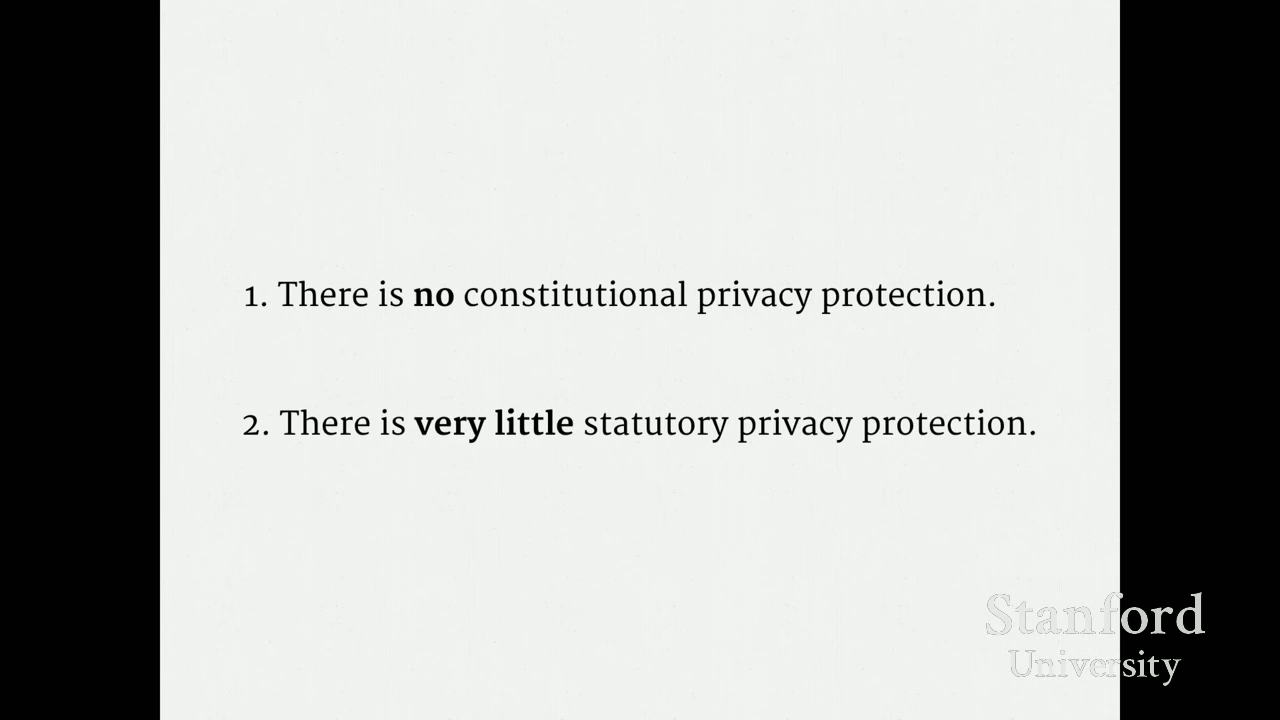 1. There is no constitutional privacy protection.
2. There is very little statutory privacy protection.
Stanford
University